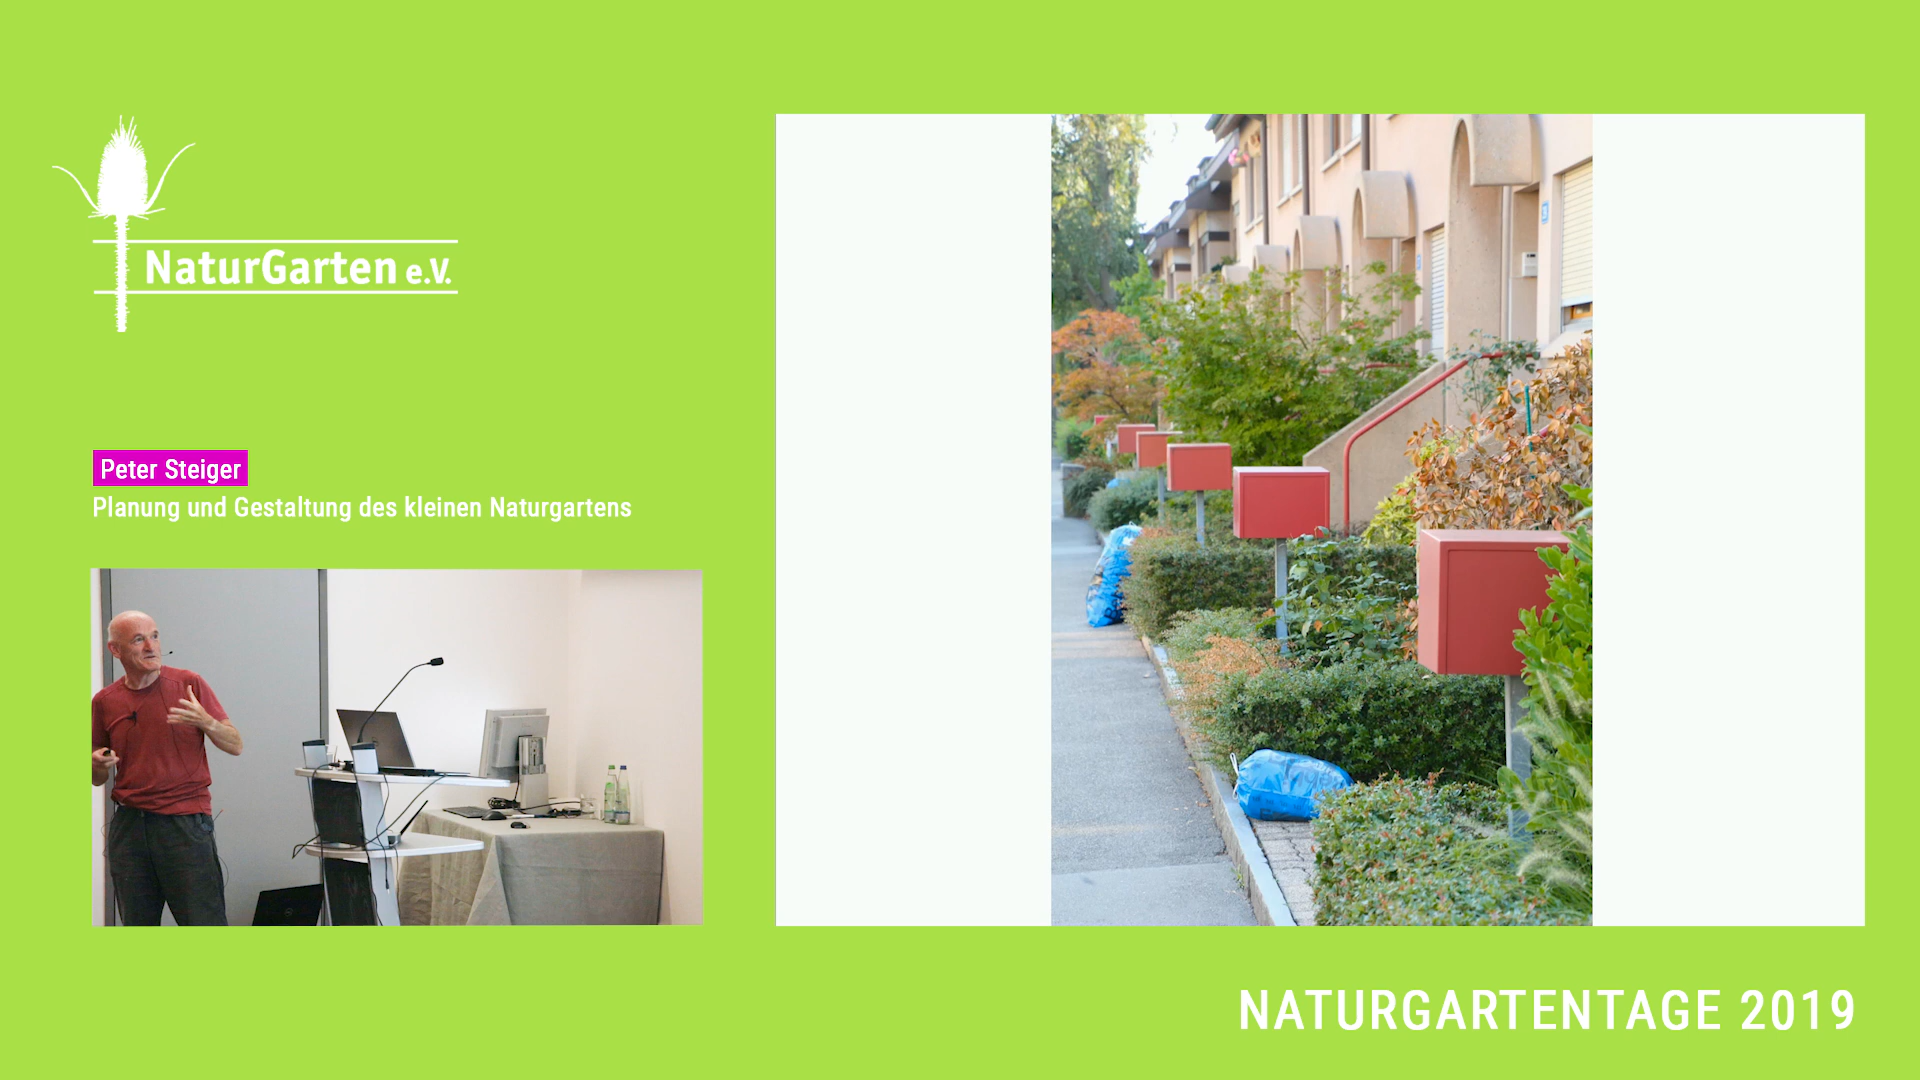 NaturGarten e.V.
Peter Steiger
Planung und Gestaltung des kleinen Naturgartens
NATURGARTENTAGE 2019